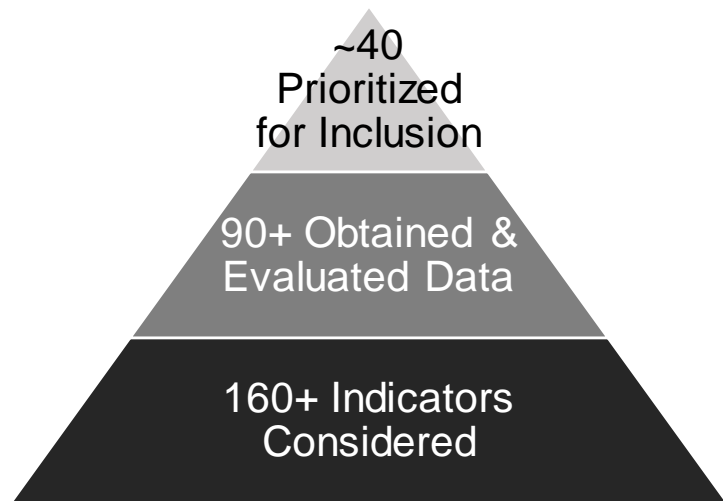 ~40
Prioritized
for Inclusion
90+ Obtained &
Evaluated Data
160+ Indicators
Considered